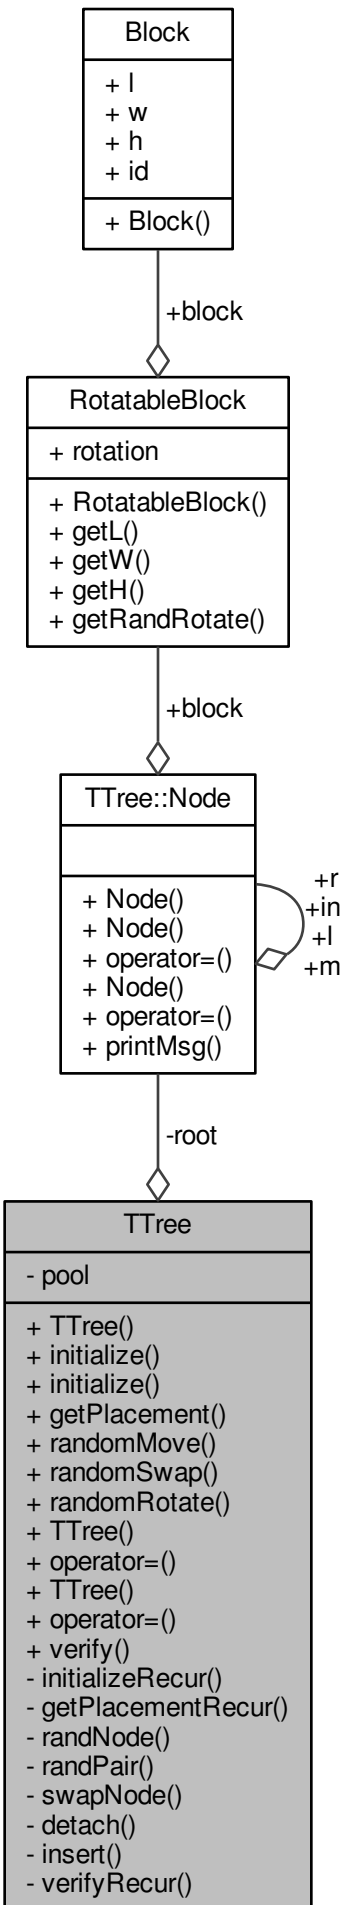 Block
+ l
+ w
+ h
+ id
+ Block()
+block
RotatableBlock
+ rotation
+ RotatableBlock()
+ getL()
+ getW()
+ getH()
+ getRandRotate()
+block
TTree::Node
+ Node()
+ Node()
+ operator=()
+ Node()
+ operator=()
+ printMsg()
+r
+in
+l
+m
-root
TTree
- pool
+ TTree()
+ initialize()
+ initialize()
+ getPlacement()
+ randomMove()
+ randomSwap()
+ randomRotate()
+ TTree()
+ operator=()
+ TTree()
+ operator=()
+ verify()
- initializeRecur()
- getPlacementRecur()
- randNode()
- randPair()
- swapNode()
- detach()
- insert()
- verifyRecur()